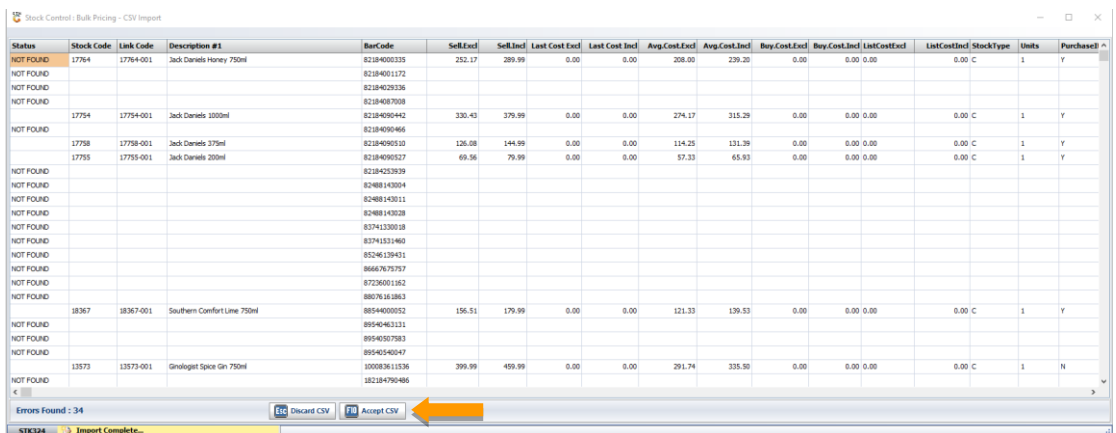 Stock Control : Bulk Pricing - CSV Import
Status Stock Code Link Code Description #1 BarCode Sell.Excl Sell.Incl Last Cost Excl Last Cost Incl Avg.Cost.Excl Avg.Cost.Incl Buy.Cost.Excl Buy.Cost.Incl ListCostExcl ListCostIncl StockType Units PurchaseI
NOT FOUND 17764 17764-001 Jack Daniels Honey 750ml 82184000335 252.17 289.99 0.00 0.00 208.00 239.20 0.00 0.00 0.00 0.00 C 1 Y
NOT FOUND 82184001172
NOT FOUND 82184029336
NOT FOUND 82184087008
17754 17754-001 Jack Daniels 1000ml 82184090442 330.43 379.99 0.00 0.00 274.17 315.29 0.00 0.00 0.00 0.00 C 1 Y
NOT FOUND 82184090466
17758 17758-001 Jack Daniels 375ml 82184090510 126.08 144.99 0.00 0.00 114.25 131.39 0.00 0.00 0.00 0.00 C 1 Y
17755 17755-001 Jack Daniels 200ml 82184090527 69.56 79.99 0.00 0.00 57.33 65.93 0.00 0.00 0.00 0.00 C 1 Y
NOT FOUND 82184253939
NOT FOUND 82488143004
NOT FOUND 82488143011
NOT FOUND 82488143028
NOT FOUND 83741330018
NOT FOUND 83741531460
NOT FOUND 85246139431
NOT FOUND 86667675757
NOT FOUND 87236001162
NOT FOUND 88076161863
18367 18367-001 Southern Comfort Lime 750ml 88544000052 156.51 179.99 0.00 0.00 121.33 139.53 0.00 0.00 0.00 0.00 C 1 Y
NOT FOUND 89540463131
NOT FOUND 89540507583
NOT FOUND 89540540047
13573 13573-001 Ginologist Spice Gin 750ml 100083611536 399.99 459.99 0.00 0.00 291.74 335.50 0.00 0.00 0.00 0.00 C 1 N
NOT FOUND 182184790486
Errors Found : 34 Esc Discard CSV F10 Accept CSV
STK324 Import Complete...